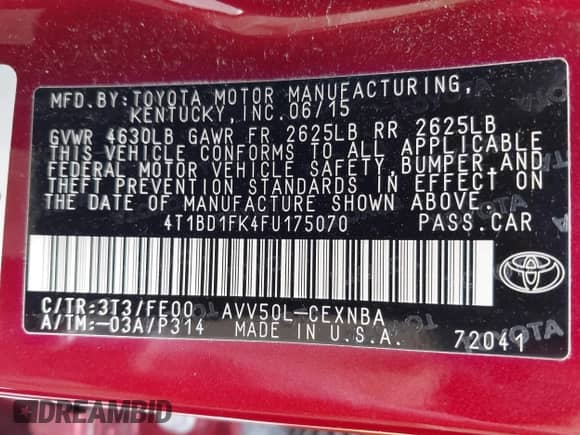 MFD.BY:TOYOTA MOTOR MANUFACTURING,
KENTUCKY,INC.06/15
GVWR 4630LB GAWR FR 2625LB RR 2625LB
THIS VEHICLE CONFORMS TO ALL APPLICABLE
FEDERAL MOTOR VEHICLE SAFETY,BUMPER,AND
THEFT PREVENTION STANDARDS IN EFFECT ON
THE DATE OF MANUFACTURE SHOWN ABOVE.
4T1BD1FK4FU175070 PASS.CAR
C/TR:3T3/FE00 AVV50L-CEXNBA
A/TM:-03A/P314 MADE IN U.S.A. 72041
TOYOTA
DREAMBID